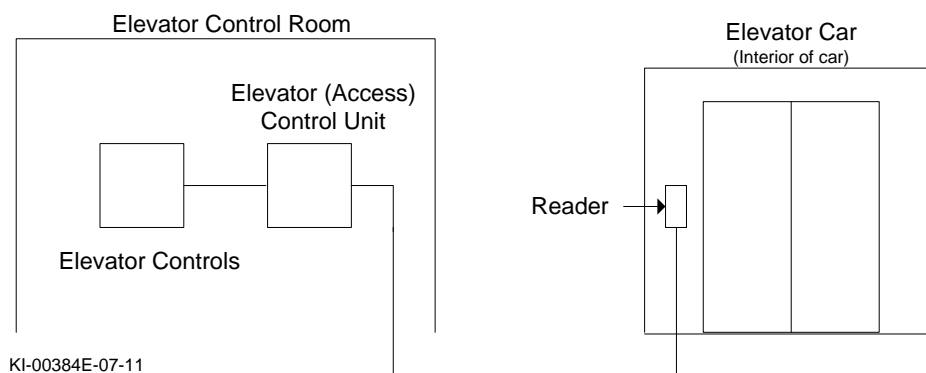 Elevator Control Room
Elevator (Access)
Control Unit
Elevator Controls
KI-00384E-07-11
Elevator Car
(Interior of car)
Reader